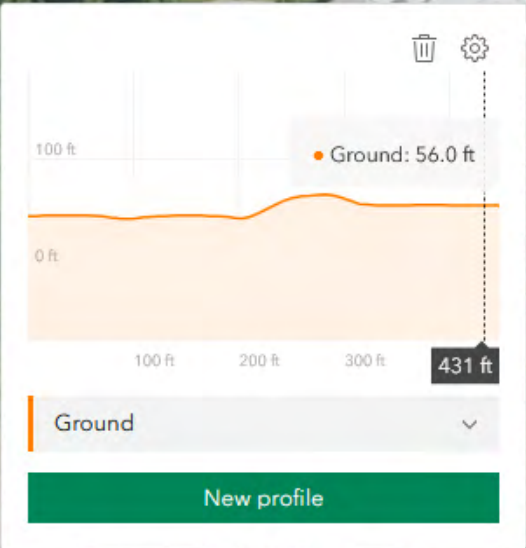 100 ft
Ground: 56.0 ft
0 ft
100 ft 200 ft 300 ft 431 ft
Ground
New profile